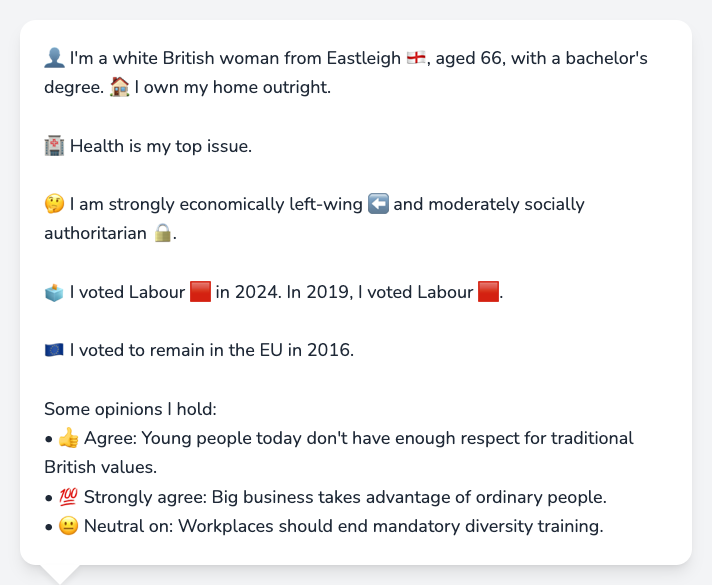 👤 I'm a white British woman from Eastleigh 🏴󠁧󠁢󠁥󠁮󠁧󠁿, aged 66, with a bachelor's
degree. 🏠 I own my home outright.
🏥 Health is my top issue.
🤔 I am strongly economically left-wing ⬅️ and moderately socially
authoritarian 🔒.
🗳️ I voted Labour 🟥 in 2024. In 2019, I voted Labour 🟥.
🇪🇺 I voted to remain in the EU in 2016.
Some opinions I hold:
• 👍 Agree: Young people today don't have enough respect for traditional
British values.
• 💯 Strongly agree: Big business takes advantage of ordinary people.
• 😐 Neutral on: Workplaces should end mandatory diversity training.